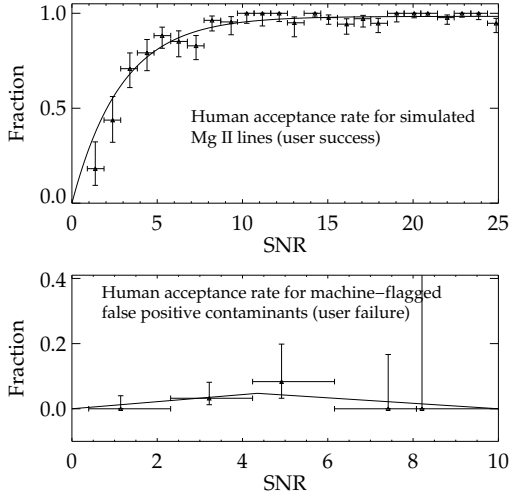 1.0
0.5
0.0
Fraction
Human acceptance rate for simulated
Mg II lines (user success)
0 5 10 15 20 25
SNR
0.4
0.2
0.0
Fraction
Human acceptance rate for machine−flagged
false positive contaminants (user failure)
0 2 4 6 8 10
SNR